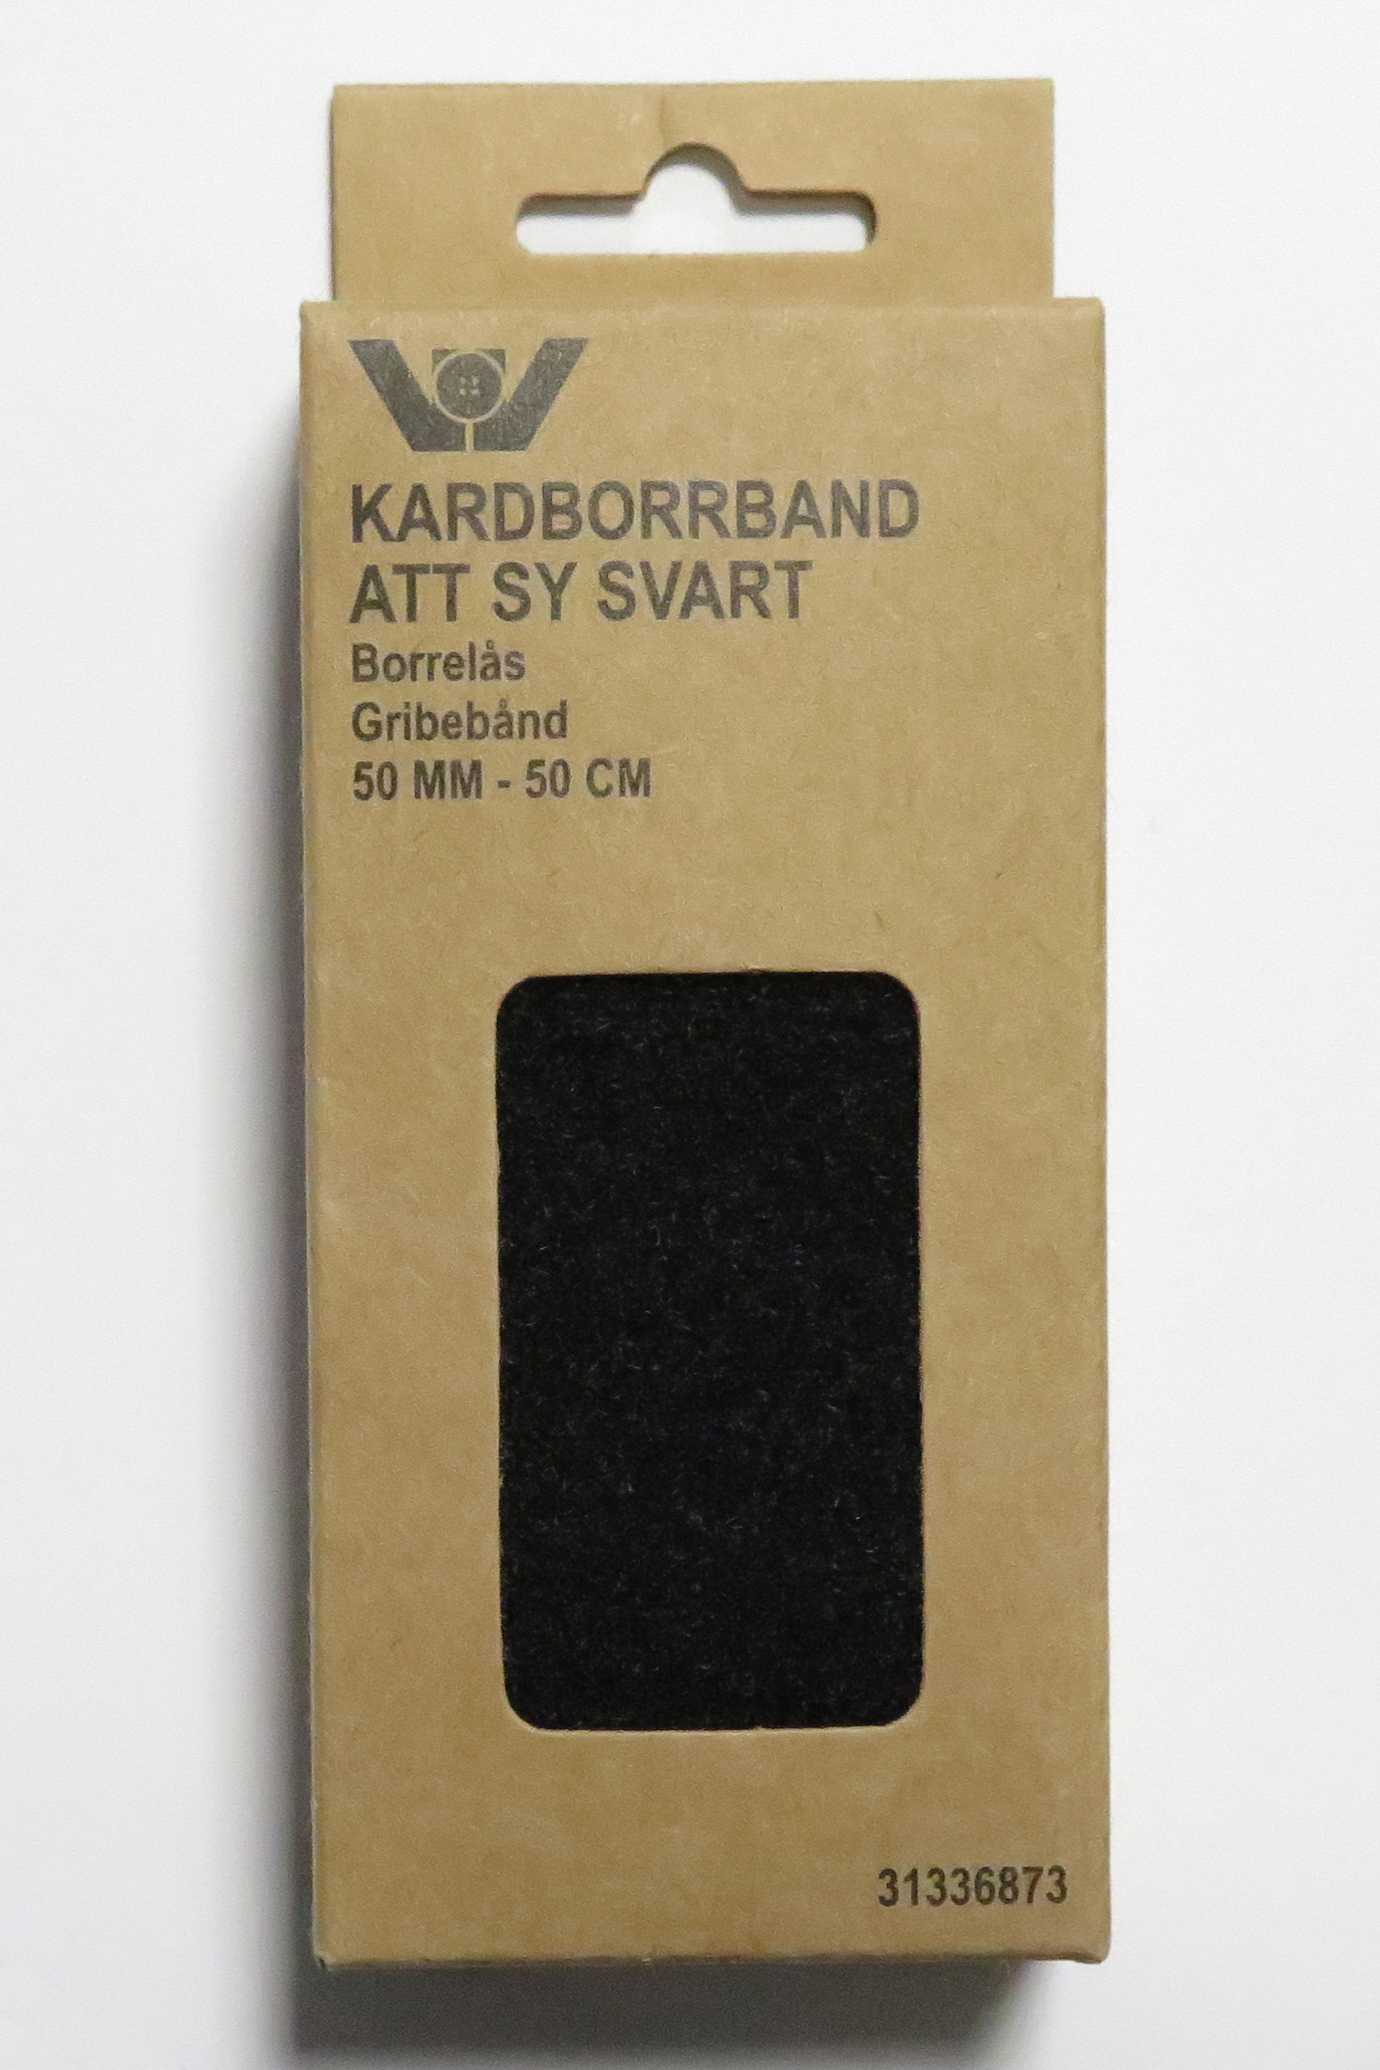 KARDBORRBAND
ATT SY SVART
Borrelås
Gribebånd
50 MM - 50 CM
31336873